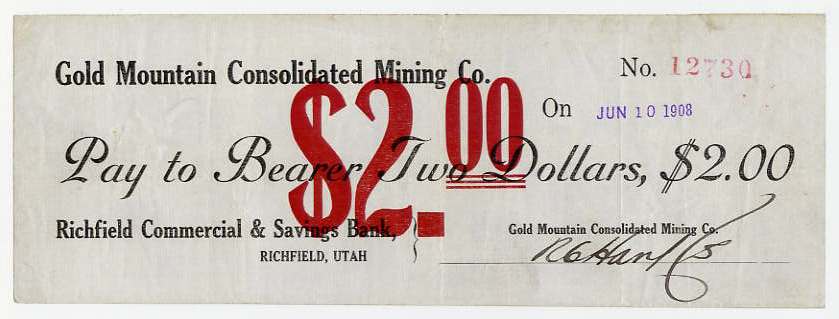 Gold Mountain Consolidated Mining Co.
No. 12730
On JUN 10 1908
$2.00
Pay to Bearer Two Dollars, $2.00
Richfield Commercial & Savings Bank,
RICHFIELD, UTAH
Gold Mountain Consolidated Mining Co.